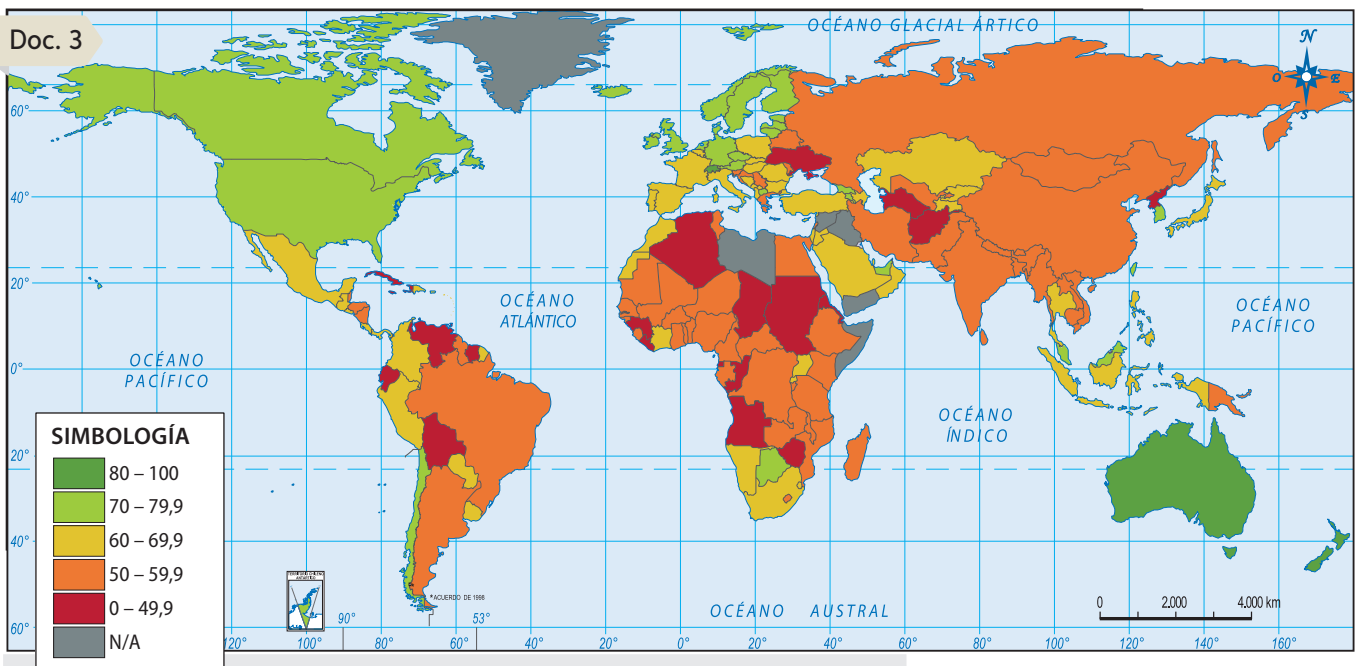 Doc. 3
OCÉANO GLACIAL ÁRTICO
N
O
E
S
60°
40°
20°
0°
20°
40°
60°
OCÉANO
ATLÁNTICO
OCÉANO
PACÍFICO
OCÉANO
PACÍFICO
OCÉANO
ÍNDICO
OCÉANO AUSTRAL
SIMBOLOGÍA
80 – 100
70 – 79,9
60 – 69,9
50 – 59,9
0 – 49,9
N/A
TERRITORIO CHILENO
ANTÁRTICO
*ACUERDO DE 1998
90°
53°
0 2.000 4.000 km
120° 100° 80° 60° 40° 20° 0° 20° 40° 60° 80° 100° 120° 140° 160°